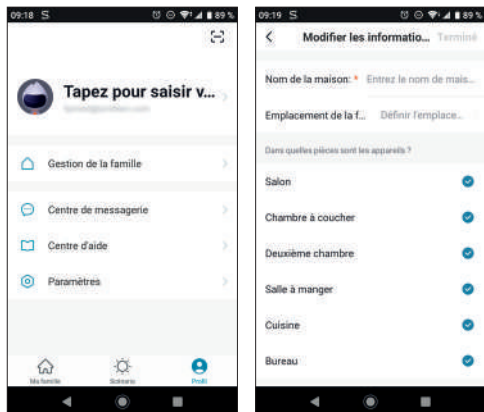 09:18 S 89 %
Tapez pour saisir v...
Gestion de la famille
Centre de messagerie
Centre d'aide
Paramètres
Ma famille Scénario Profil
09:19 S 89 %
Modifier les informatio... Terminé
Nom de la maison: * Entrez le nom de mais...
Emplacement de la f... Définir l'emplace...
Dans quelles pièces sont les appareils ?
Salon
Chambre à coucher
Deuxième chambre
Salle à manger
Cuisine
Bureau